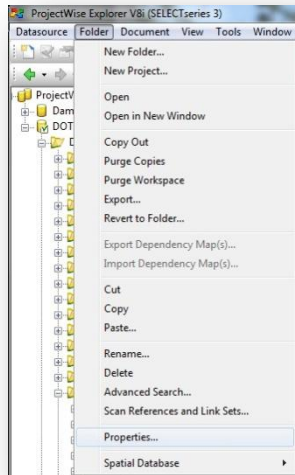 ProjectWise Explorer V8i (SELECTseries 3)
Datasource Folder Document View Tools Window
New Folder...
New Project...
Open
Open in New Window
Copy Out
Purge Copies
Purge Workspace
Export...
Revert to Folder...
Export Dependency Map(s)...
Import Dependency Map(s)...
Cut
Copy
Paste...
Rename...
Delete
Advanced Search...
Scan References and Link Sets...
Properties...
Spatial Database
ProjectW
Dam
DOT